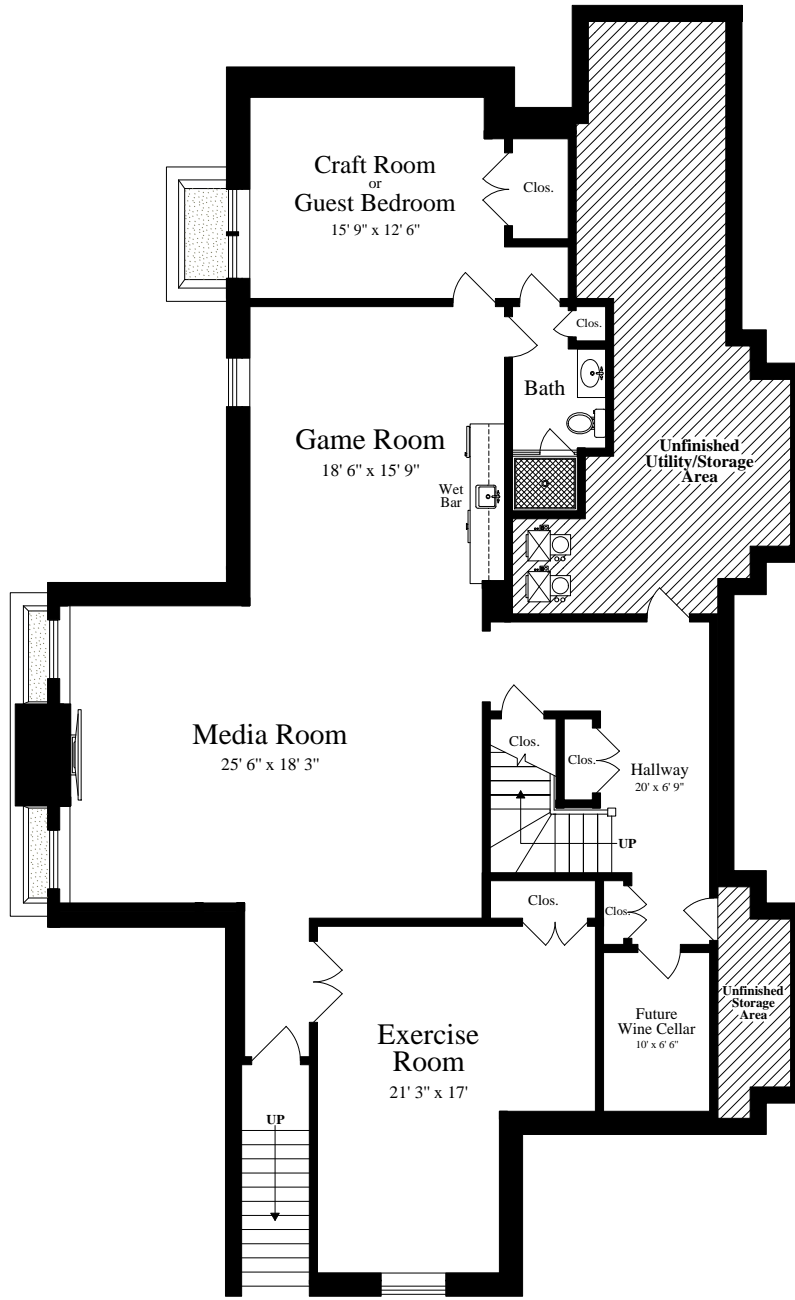 Craft Room
or
Guest Bedroom
15' 9" x 12' 6"
Clos.
Clos.
Bath
Game Room
18' 6" x 15' 9"
Wet
Bar
Unfinished
Utility/Storage
Area
Media Room
25' 6" x 18' 3"
Clos.
Clos.
Hallway
20' x 6' 9"
UP
Clos.
Clos.
Unfinished
Storage
Area
Future
Wine Cellar
10' x 6' 6"
Exercise
Room
21' 3" x 17'
UP